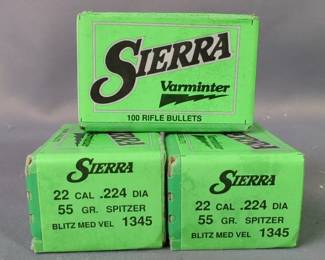 SIERRA
Varminter
100 RIFLE BULLETS
SIERRA
22 CAL .224 DIA
55 GR. SPITZER
BLITZ MED VEL 1345
SIERRA
22 CAL .224 DIA
55 GR. SPITZER
BLITZ MED VEL 1345